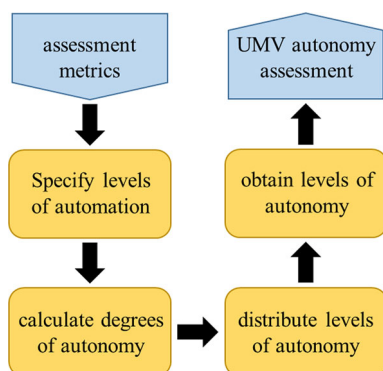 assessment
metrics
Specify levels
of automation
calculate degrees
of autonomy
distribute levels
of autonomy
obtain levels of
autonomy
UMV autonomy
assessment